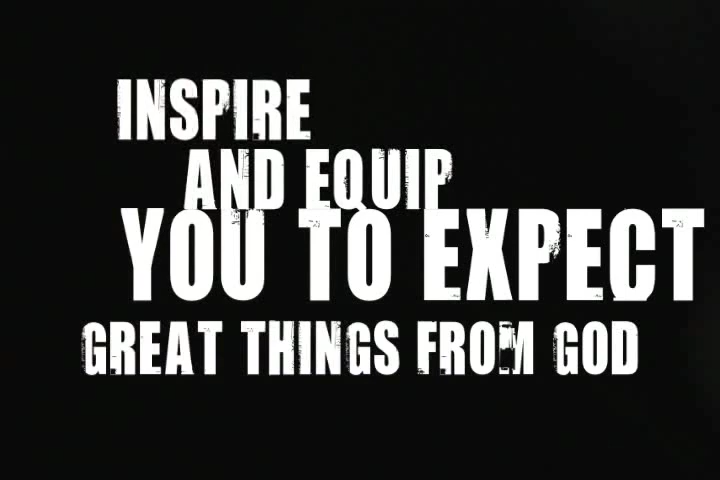 INSPIRE
AND EQUIP
YOU TO EXPECT
GREAT THINGS FROM GOD